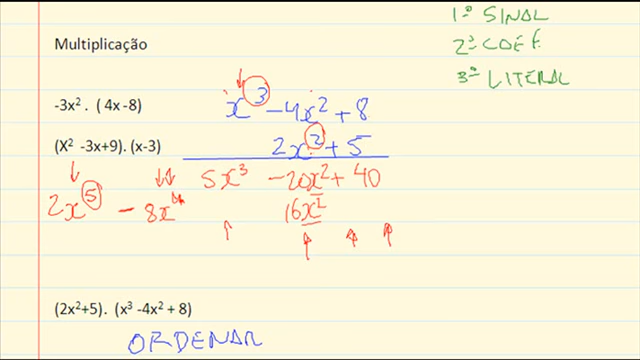 1º SINAL
Multiplicação
2º COEF.
3º LITERAL
-3x². ( 4x-8)
x³ -4x² +8
(X² -3x+9). (x-3)
2x² +5
5x³ -20x² + 40
2x⁵ - 8x⁴ 16x²
(2x²+5). (x³ -4x² + 8)
ORDENAR